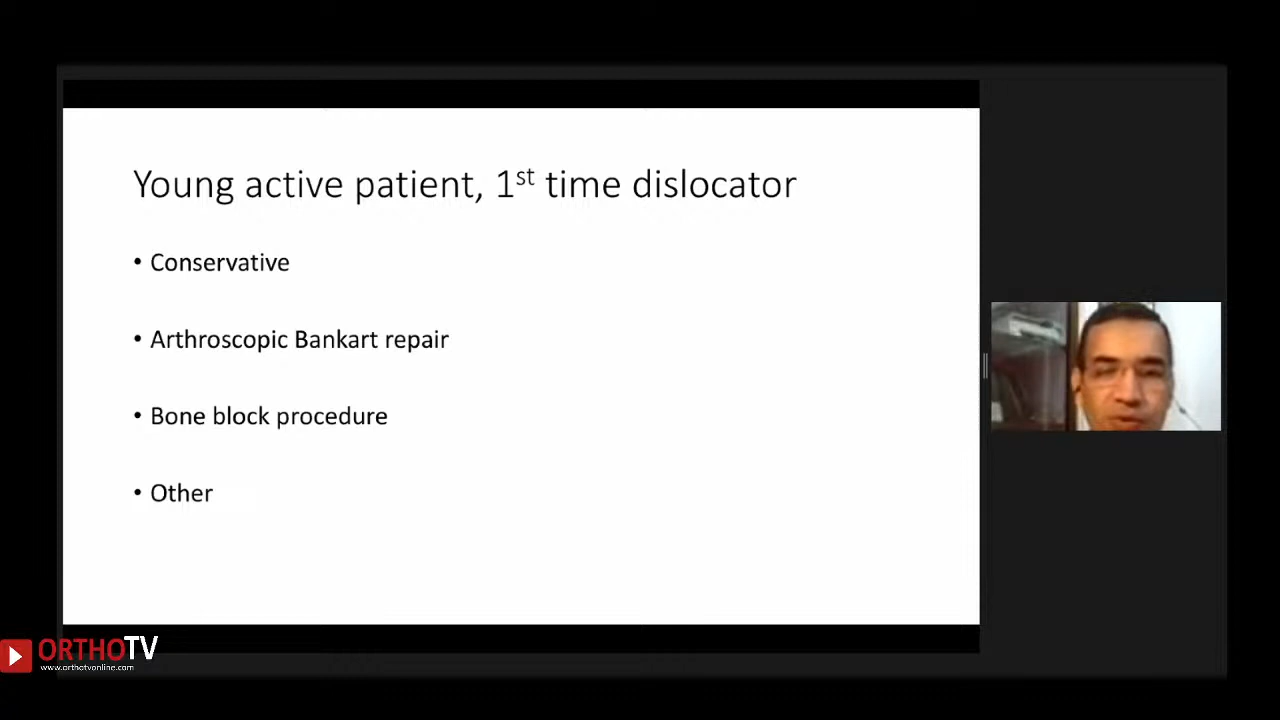 Young active patient, 1st time dislocator
• Conservative
• Arthroscopic Bankart repair
• Bone block procedure
• Other
ORTHOTV
www.orthotvonline.com